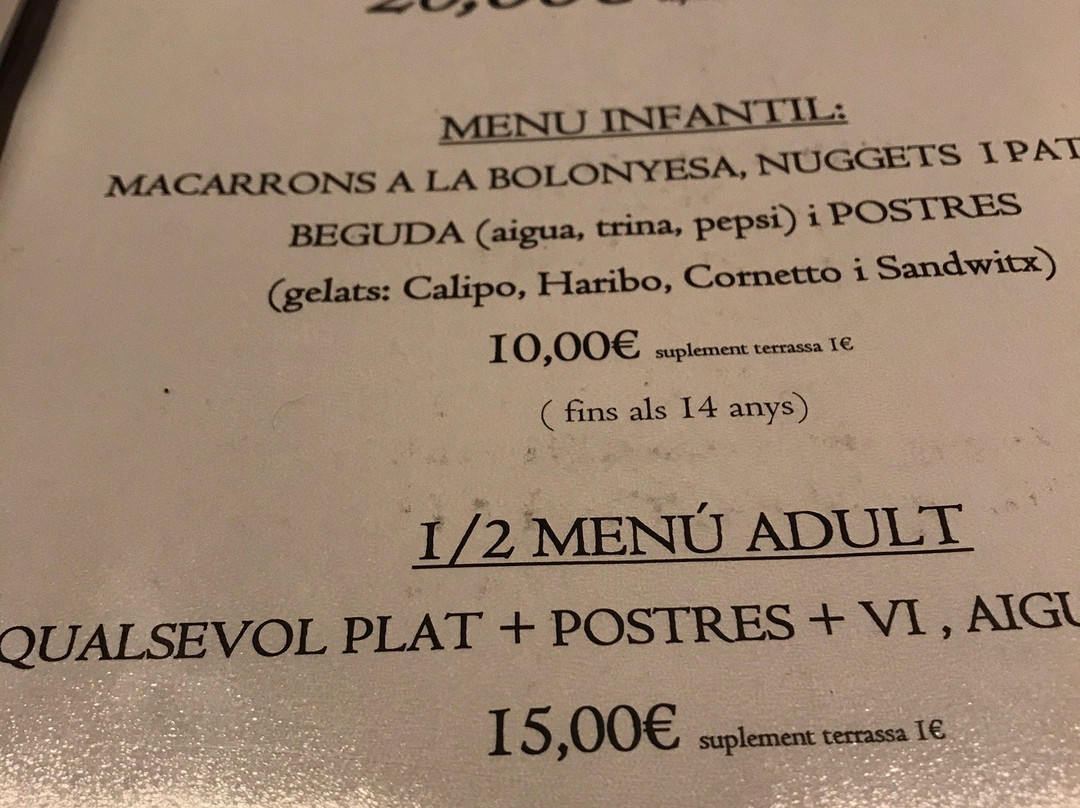 MENU INFANTIL:
MACARRONS A LA BOLONYESA, NUGGETS I
BEGUDA (aigua, trina, pepsi) i POSTRES
(gelats: Calipo, Haribo, Cornetto i Sandwitx)
10,00€ suplement terrassa 1€
( fins als 14 anys)
1/2 MENÚ ADULT
QUALSEVOL PLAT + POSTRES + VI ,
15,00€ suplement terrassa 1€